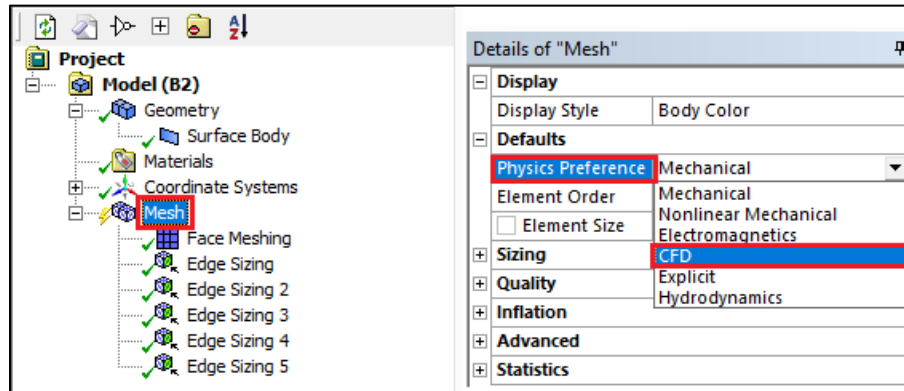 A
Z
Project
Model (B2)
Geometry
Surface Body
Materials
Coordinate Systems
Mesh
Face Meshing
Edge Sizing
Edge Sizing 2
Edge Sizing 3
Edge Sizing 4
Edge Sizing 5
Details of "Mesh"
Display
Display Style Body Color
Defaults
Physics Preference Mechanical
Element Order Mechanical
Nonlinear Mechanical
Element Size Electromagnetics
Sizing CFD
Quality Explicit
Hydrodynamics
Inflation
Advanced
Statistics